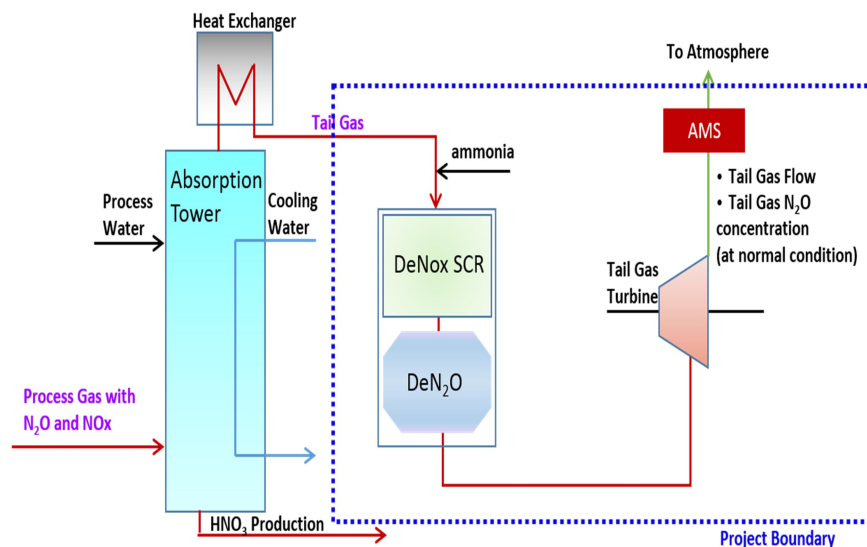 Heat Exchanger
To Atmosphere
Tail Gas
AMS
ammonia
Absorption
Tower
Process
Water
Cooling
Water
• Tail Gas Flow
• Tail Gas N₂O
concentration
(at normal condition)
DeNox SCR
Tail Gas
Turbine
DeN₂O
Process Gas with
N₂O and NOx
HNO₃ Production
Project Boundary